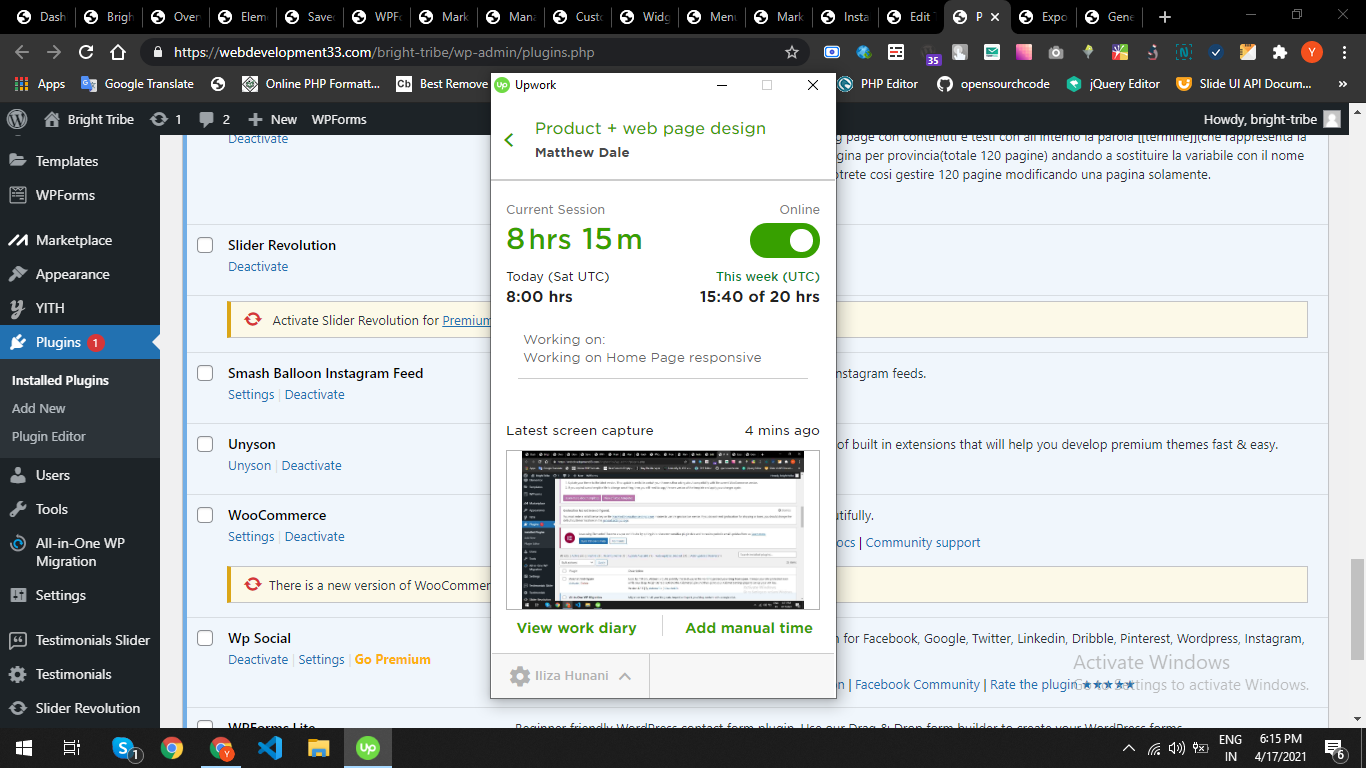 Dash
Brigh
Over
Elem
Save
WPFo
Mark
Mana
Custo
Widg
Menu
Mark
Insta
Edit
P
Expo
Gene
https://webdevelopment33.com/bright-tribe/wp-admin/plugins.php
35
Y
Apps
Google Translate
Online PHP Formatt...
Cb Best Remove
PHP Editor
opensourchcode
jQuery Editor
Slide UI API Docum...
»
Bright Tribe
1
2
New
WPForms
Howdy, bright-tribe
Templates
WPForms
Marketplace
Appearance
YITH
Plugins 1
Installed Plugins
Add New
Plugin Editor
Users
Tools
All-in-One WP
Migration
Settings
Testimonials Slider
Testimonials
Slider Revolution
Deactivate
page con contenuti e testi con all'interno la parola [[termine]](che rappresenta la
gina per provincia(totale 120 pagine) andando a sostituire la variabile con il nome
otrete cosi gestire 120 pagine modificando una pagina solamente.
Slider Revolution
Deactivate
Activate Slider Revolution for Premium
Smash Balloon Instagram Feed
Settings | Deactivate
nstagram feeds.
Unyson
Unyson | Deactivate
of built in extensions that will help you develop premium themes fast & easy.
WooCommerce
Settings | Deactivate
utifully.
ocs | Community support
There is a new version of WooCommer
Wp Social
Deactivate | Settings | Go Premium
n for Facebook, Google, Twitter, Linkedin, Dribble, Pinterest, Wordpress, Instagram,
n | Facebook Community | Rate the plugin ★★★★★
WPForms Lite
Beginner friendly WordPress contact form plugin. Use our Drag & Drop form builder to create your WordPress forms.
Up Upwork
Product + web page design
Matthew Dale
Current Session
Online
8 hrs 15 m
Today (Sat UTC)
This week (UTC)
8:00 hrs
15:40 of 20 hrs
Working on:
Working on Home Page responsive
Latest screen capture
4 mins ago
View work diary
Add manual time
Iliza Hunani
Activate Windows
Go to Settings to activate Windows.
S 1
Y
Up
ENG
IN
6:15 PM
4/17/2021
6